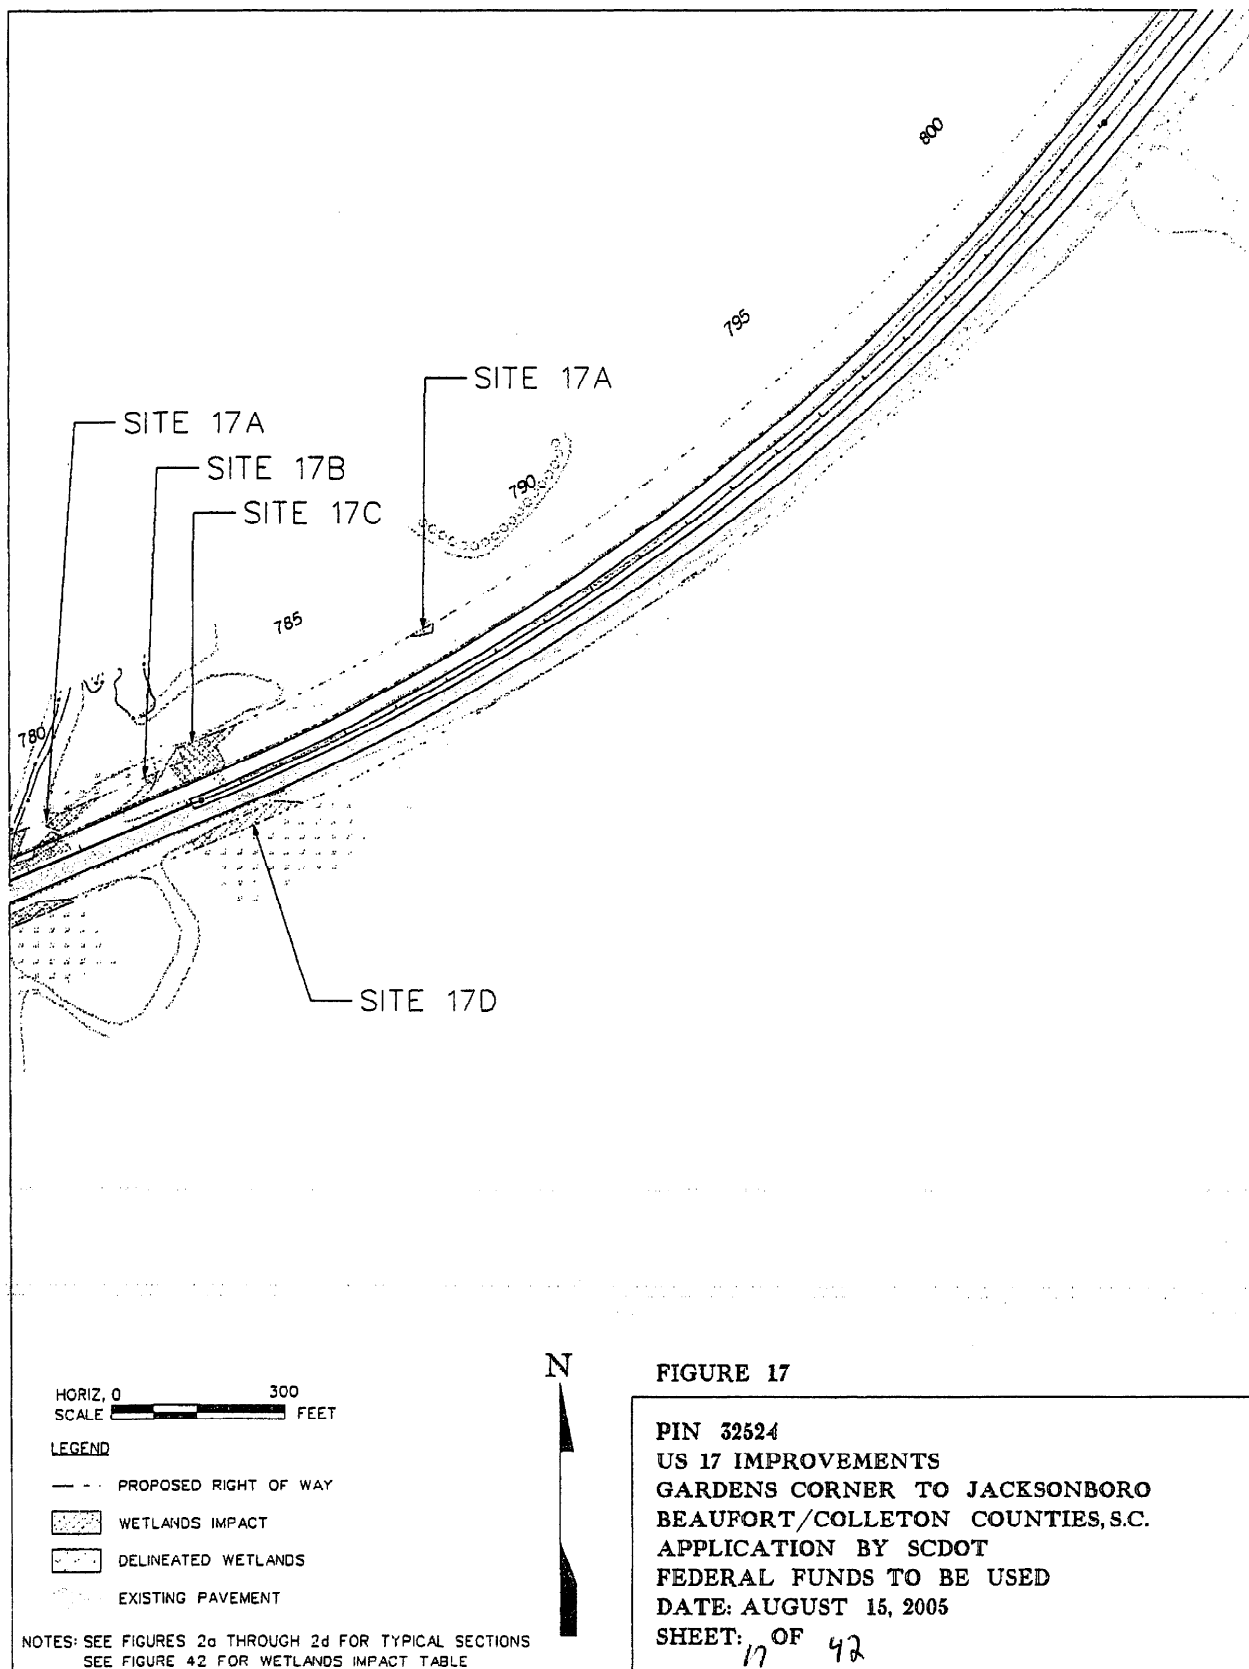 800
795
SITE 17A
SITE 17A
SITE 17B
790
SITE 17C
785
780
SITE 17D
HORIZ. 0 300
SCALE FEET
LEGEND
PROPOSED RIGHT OF WAY
WETLANDS IMPACT
DELINEATED WETLANDS
EXISTING PAVEMENT
NOTES: SEE FIGURES 2a THROUGH 2d FOR TYPICAL SECTIONS
SEE FIGURE 42 FOR WETLANDS IMPACT TABLE
N
FIGURE 17
PIN 32524
US 17 IMPROVEMENTS
GARDENS CORNER TO JACKSONBORO
BEAUFORT/COLLETON COUNTIES, S.C.
APPLICATION BY SCDOT
FEDERAL FUNDS TO BE USED
DATE: AUGUST 15, 2005
SHEET: 17 OF 42